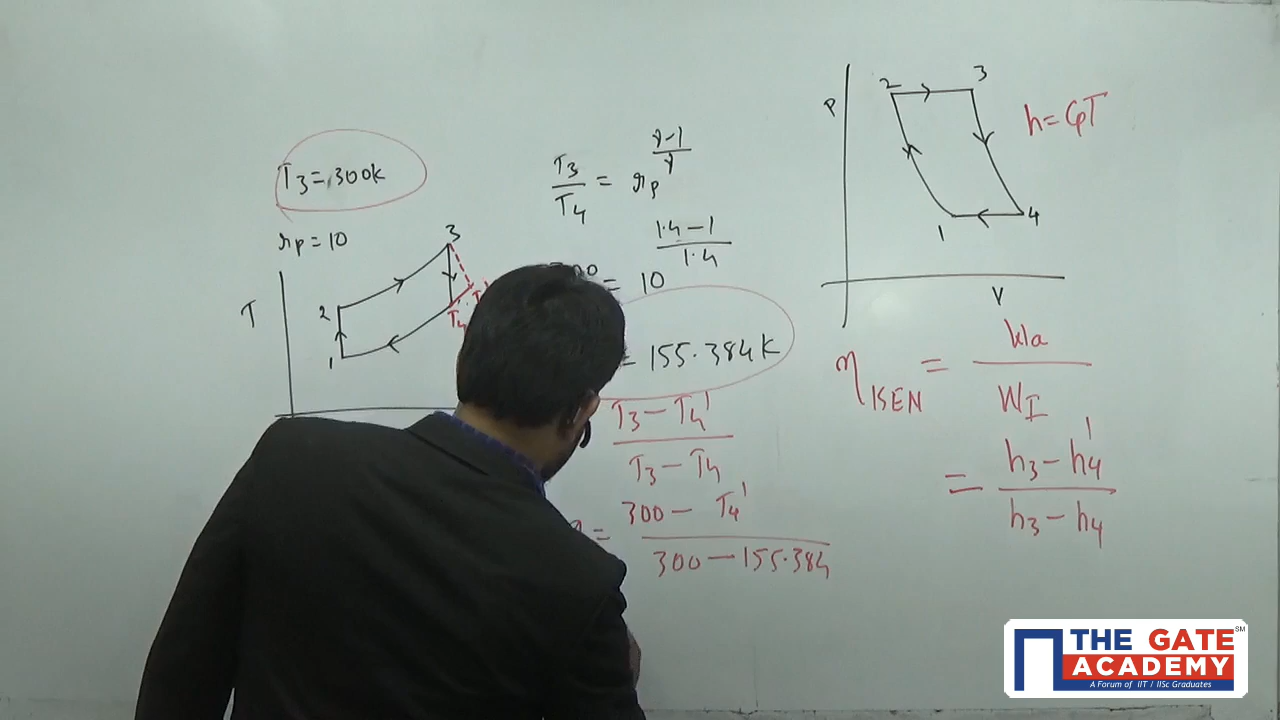 T3 = 300k
rp = 10
T
3
2
1
T3/T4 = rp^(γ-1)/γ
1.4-1/1.4
= 10
= 155.384k
T3 - T4'
T3 - T4
= 300 - T4'
300 - 155.384
P
2
3
1
4
V
h = CpT
ηISEN = Wa/WI
= h3 - h4'/h3 - h4
THE GATE ACADEMY SM
A Forum of IIT / IISc Graduates